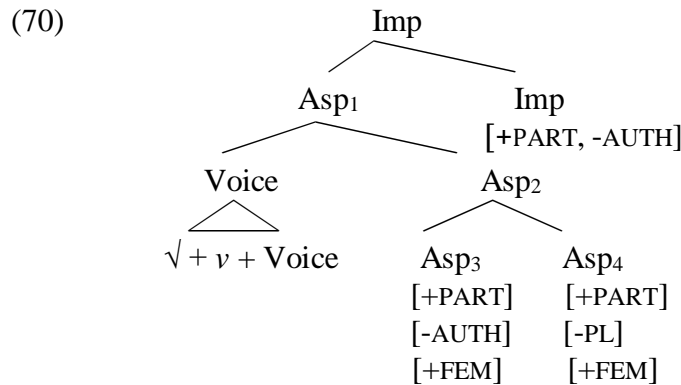 (70) Imp
Asp₁ Imp
[+PART, -AUTH]
Voice Asp₂
√ + v + Voice Asp₃ Asp₄
[+PART] [+PART]
[-AUTH] [-PL]
[+FEM] [+FEM]